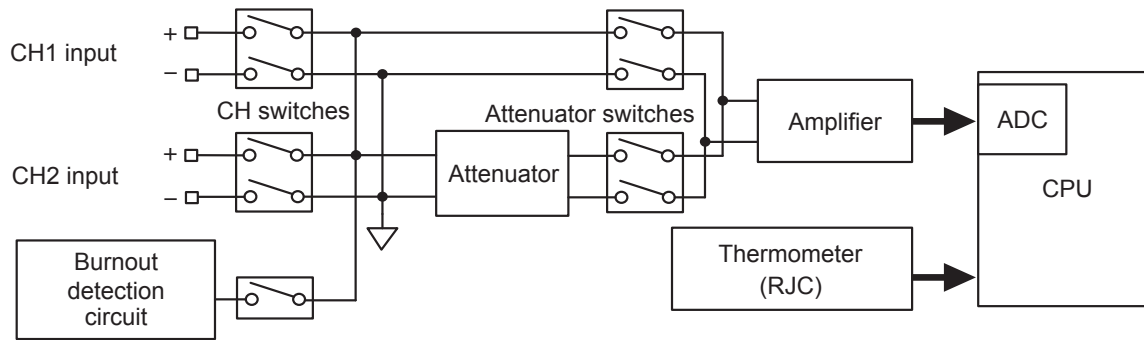 CH1 input
+
−
CH switches
Attenuator switches
Amplifier
ADC
CPU
CH2 input
+
−
Attenuator
Burnout
detection
circuit
Thermometer
(RJC)